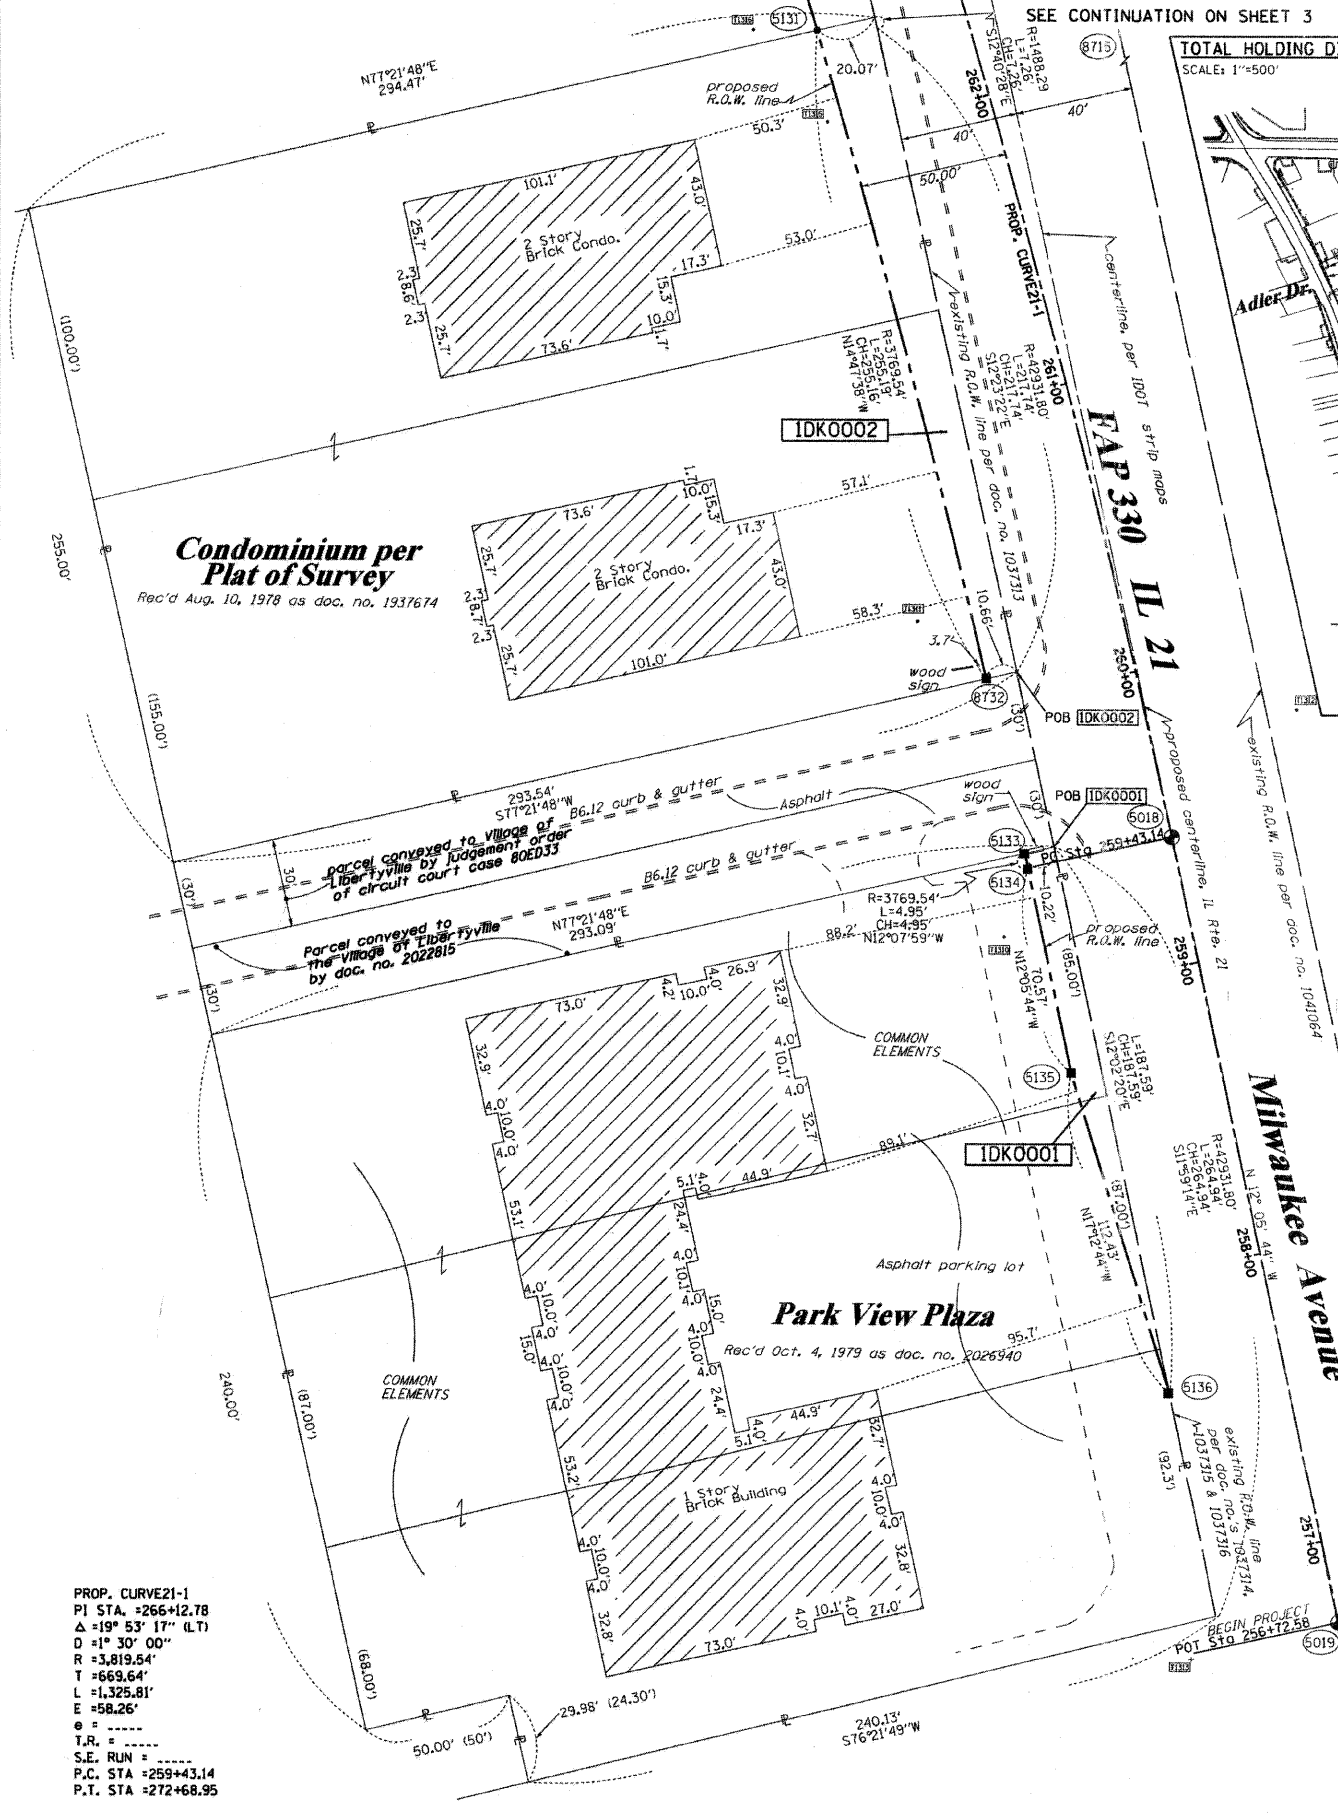 SEE CONTINUATION ON SHEET 3
TOTAL HOLDING DI
SCALE: 1"=500'
Adler Dr.
5131
8715
N77°21'48"E
294.47'
20.07'
proposed
R.O.W. line
50.3'
R=1488.29
L=7.26'
CH=7.26'
S12°40'28"E
262+00
40'
40'
50.00'
PROP. CURVE21-1
101.1'
43.0'
25.7'
2 Story
Brick Condo.
53.0'
2.3'
8.6'
2.3'
17.3'
15.3'
10.0'
1.7'
25.7'
73.6'
(100.00')
centerline, per IDOT strip maps
existing R.O.W. line per doc. no. 1037313
R=3769.54'
L=255.19'
CH=255.16'
N14°47'38"W
R=42931.80'
L=217.74'
CH=217.74'
S12°23'22"E
261+00
1DK0002
FAP 330 IL 21
57.1'
1.7'
10.0'
15.3'
73.6'
17.3'
255.00'
Condominium per
Plat of Survey
Rec'd Aug. 10, 1978 as doc. no. 1937674
25.7'
2 Story
Brick Condo.
43.0'
2.3'
8.7'
2.3'
25.7'
101.0'
58.3'
10.66'
3.7'
wood
sign
8732
260+00
(30')
POB 1DK0002
(155.00')
293.54'
S77°21'48"W
B6.12 curb & gutter
Asphalt
wood
sign
(30')
POB 1DK0001
5018
proposed centerline, IL Rte. 21
existing R.O.W. line per doc. no. 1041064
parcel conveyed to Village of
Libertyville by judgement order
of circuit court case 80ED33
30'
(30')
B6.12 curb & gutter
5133
PC Sta 259+43.14
5134
R=3769.54'
L=4.95'
CH=4.95'
N12°07'59"W
10.22'
Parcel conveyed to
the Village of Libertyville
by doc. no. 2022815
N77°21'48"E
293.09'
88.2'
proposed
R.O.W. line
259+00
(30')
70.57'
N12°05'44"W
(85.00')
73.0'
4.2'
10.0'
4.0'
26.9'
32.9'
32.9'
4.0'
10.1'
4.0'
COMMON
ELEMENTS
L=187.59'
CH=187.59'
S12°02'20"E
5135
4.0'
10.0'
4.0'
32.7'
89.1'
1DK0001
Milwaukee Avenue
5.1'
4.0'
44.9'
24.4'
53.1'
(87.00')
112.43'
N17°12'44"W
R=42931.80'
L=264.94'
CH=264.94'
S11°59'14"E
N 12° 05' 44" W
258+00
4.0'
10.1'
4.0'
15.0'
4.0'
10.0'
4.0'
24.4'
4.0'
10.0'
4.0'
15.0'
4.0'
10.0'
4.0'
Asphalt parking lot
Park View Plaza
Rec'd Oct. 4, 1979 as doc. no. 2026940
95.7'
COMMON
ELEMENTS
240.00'
(87.00')
5136
4.0'
5.1'
44.9'
32.7'
53.2'
1 Story
Brick Building
4.0'
10.0'
4.0'
(92.3')
existing R.O.W. line
per doc. no.'s 1037314,
1037315 & 1037316
257+00
4.0'
10.0'
4.0'
32.8'
32.8'
73.0'
4.0'
10.1'
4.0'
27.0'
BEGIN PROJECT
POT Sta 256+72.58
5019
(68.00')
29.98' (24.30')
50.00' (50')
240.13'
S76°21'49"W
PROP. CURVE21-1
PI STA. =266+12.78
Δ =19° 53' 17" (LT)
D =1° 30' 00"
R =3,819.54'
T =669.64'
L =1,325.81'
E =58.26'
e = -----
T.R. = -----
S.E. RUN = -----
P.C. STA =259+43.14
P.T. STA =272+68.95